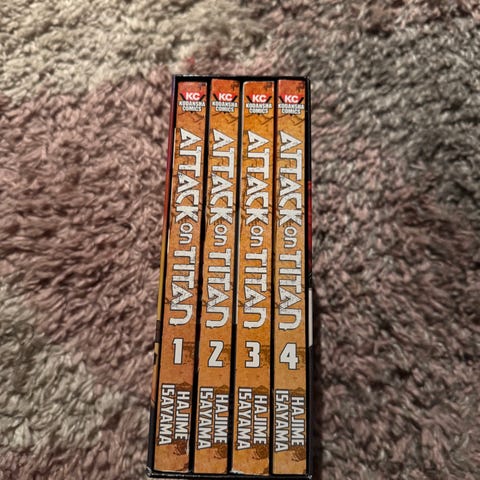 KC
KODANSHA
COMICS
ATTACK ON TITAN
1
HAJIME
ISAYAMA
KC
KODANSHA
COMICS
ATTACK ON TITAN
2
HAJIME
ISAYAMA
KC
KODANSHA
COMICS
ATTACK ON TITAN
3
HAJIME
ISAYAMA
KC
KODANSHA
COMICS
ATTACK ON TITAN
4
HAJIME
ISAYAMA